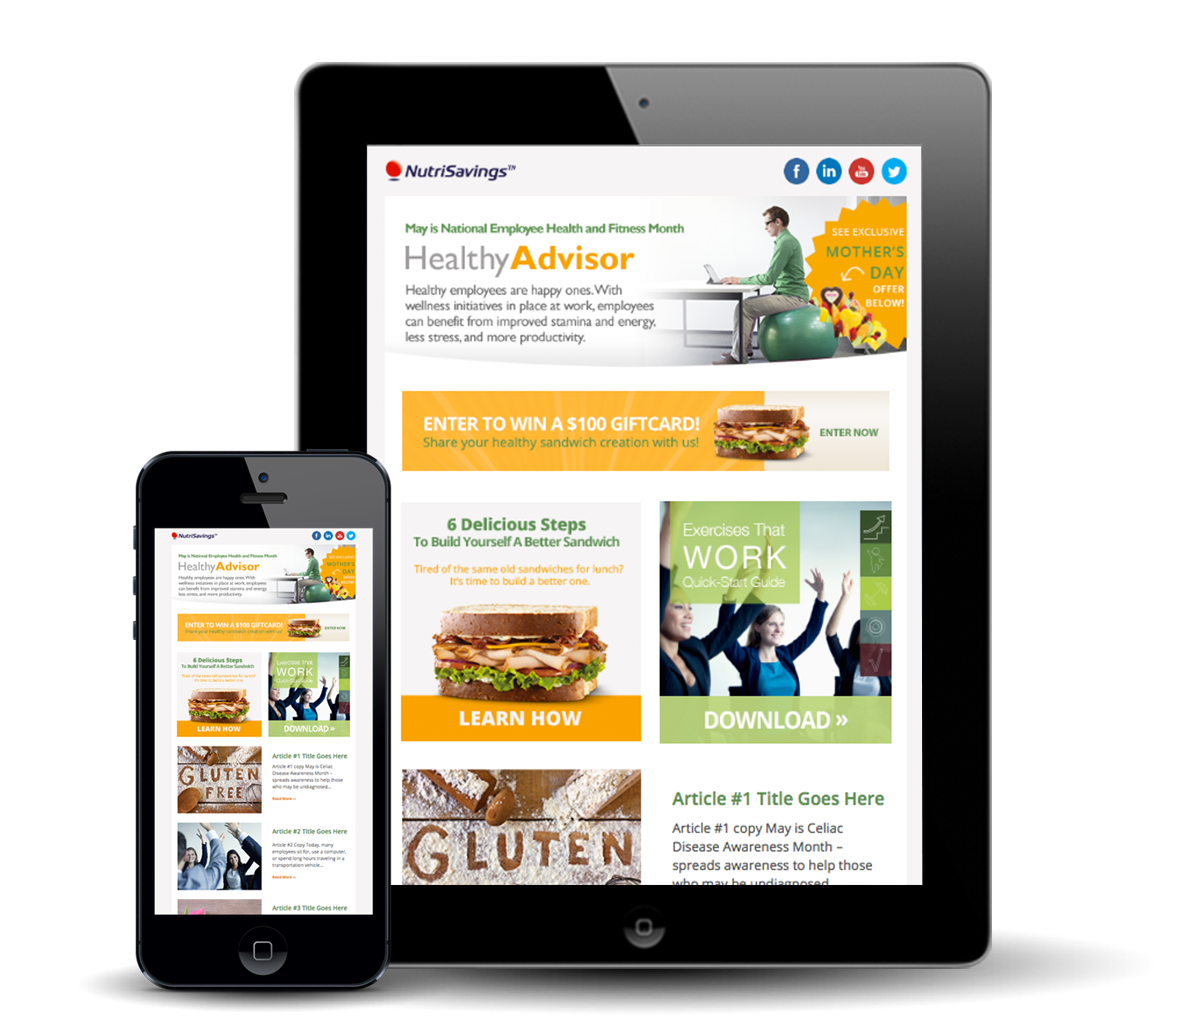 NutriSavings™
f
in
You Tube
May is National Employee Health and Fitness Month
HealthyAdvisor
Healthy employees are happy ones. With
wellness initiatives in place at work, employees
can benefit from improved stamina and energy,
less stress, and more productivity.
SEE EXCLUSIVE
MOTHER'S
DAY
OFFER
BELOW!
ENTER TO WIN A $100 GIFTCARD!
Share your healthy sandwich creation with us!
ENTER NOW
6 Delicious Steps
To Build Yourself A Better Sandwich
Tired of the same old sandwiches for lunch?
It's time to build a better one.
LEARN HOW
Exercises That
WORK
Quick-Start Guide
DOWNLOAD »
GLUTEN
Article #1 Title Goes Here
Article #1 copy May is Celiac
Disease Awareness Month –
spreads awareness to help those
who may be undiagnosed
NutriSavings™
f
in
May is National Employee Health and Fitness Month
HealthyAdvisor
Healthy employees are happy ones. With
wellness initiatives in place at work, employees
can benefit from improved stamina and energy,
less stress, and more productivity.
SEE EXCLUSIVE
MOTHER'S
DAY
OFFER
BELOW!
ENTER TO WIN A $100 GIFTCARD!
Share your healthy sandwich creation with us!
ENTER NOW
6 Delicious Steps
To Build Yourself A Better Sandwich
Tired of the same old sandwiches for lunch?
It's time to build a better one.
LEARN HOW
Exercises That
WORK
Quick-Start Guide
DOWNLOAD »
GLUTEN
FREE
Article #1 Title Goes Here
Article #1 copy May is Celiac
Disease Awareness Month –
spreads awareness to help those
who may be undiagnosed...
Read More »
Article #2 Title Goes Here
Article #2 Copy Today, many
employees sit for, use a computer,
or spend long hours traveling in a
transportation vehicle...
Read More »
Article #3 Title Goes Here